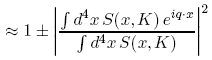 ≈ 1 ± | ∫ d⁴x S(x, K) e^{iq·x} / ∫ d⁴x S(x, K) |²